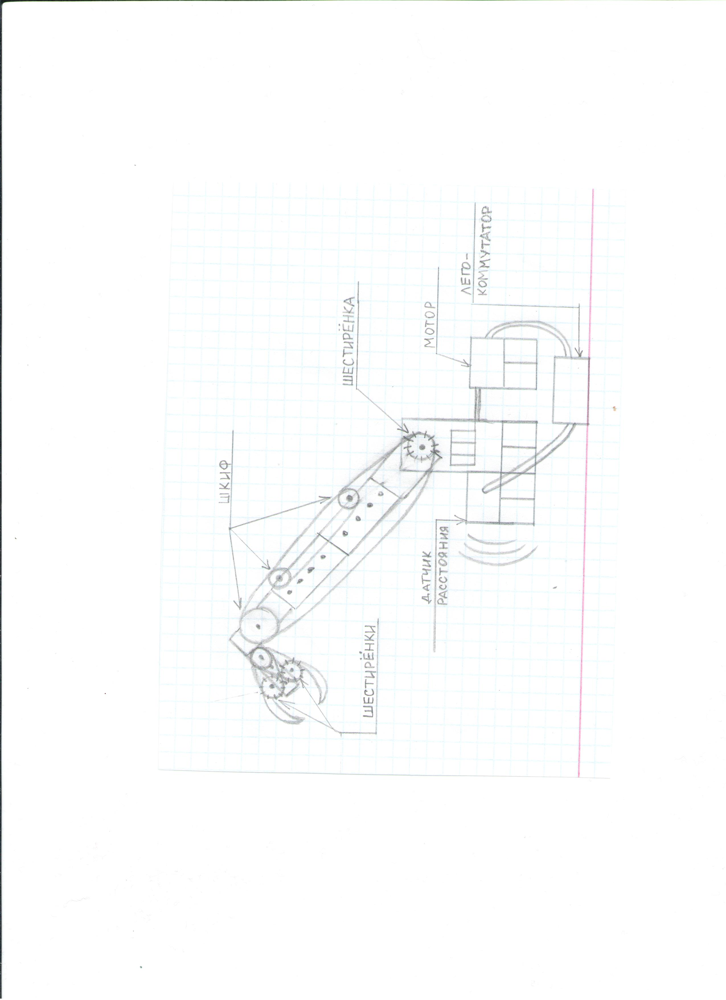 ШКИФ
ШЕСТИРЁНКА
ШЕСТИРЁНКИ
ДАТЧИК
РАССТОЯНИЯ
МОТОР
ЛЕГО-
КОММУТАТОР